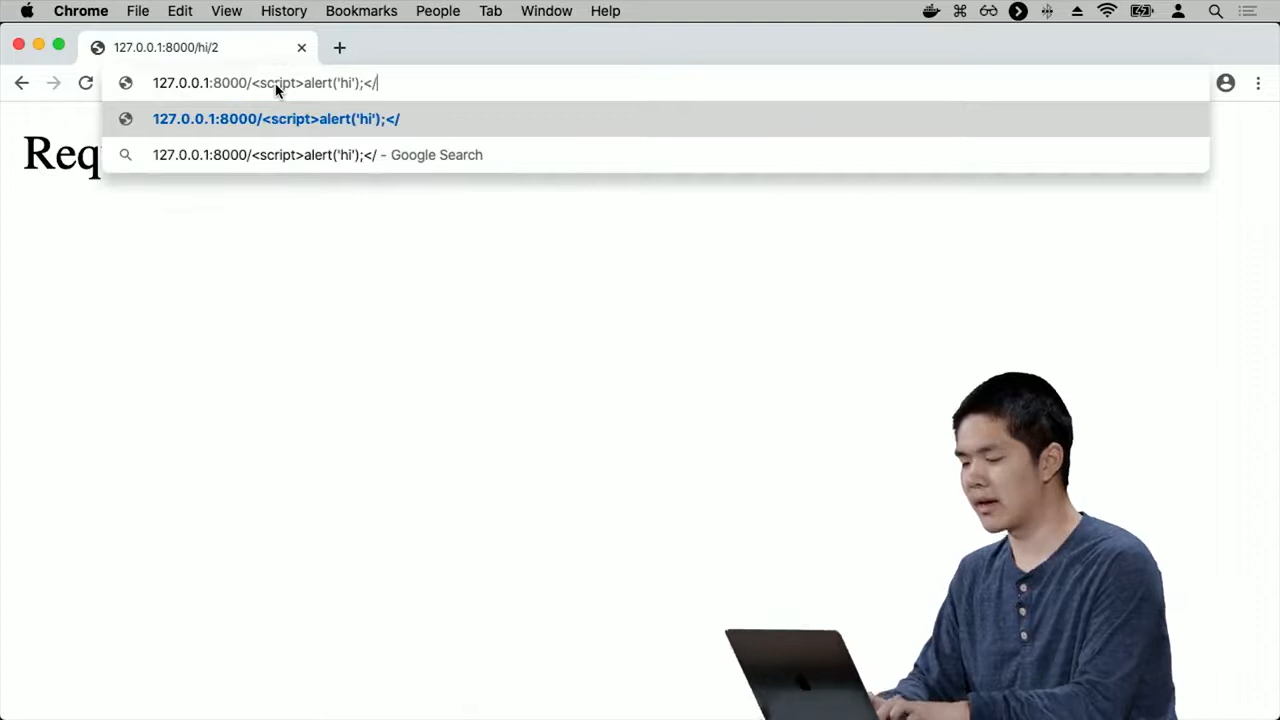 Chrome File Edit View History Bookmarks People Tab Window Help
127.0.0.1:8000/hi/2
127.0.0.1:8000/<script>alert('hi');</
127.0.0.1:8000/<script>alert('hi');</
127.0.0.1:8000/<script>alert('hi');</ - Google Search
Req